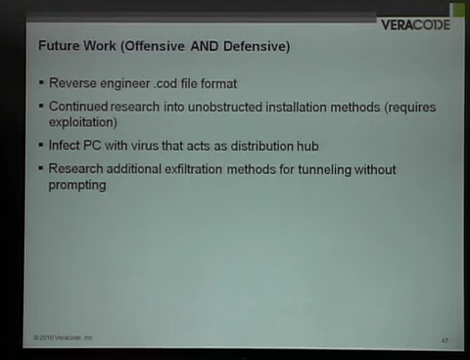 VERACODE
Future Work (Offensive AND Defensive)
▪ Reverse engineer .cod file format
▪ Continued research into unobstructed installation methods (requires
exploitation)
▪ Infect PC with virus that acts as distribution hub
▪ Research additional exfiltration methods for tunneling without
prompting
© 2010 Veracode, Inc.
47